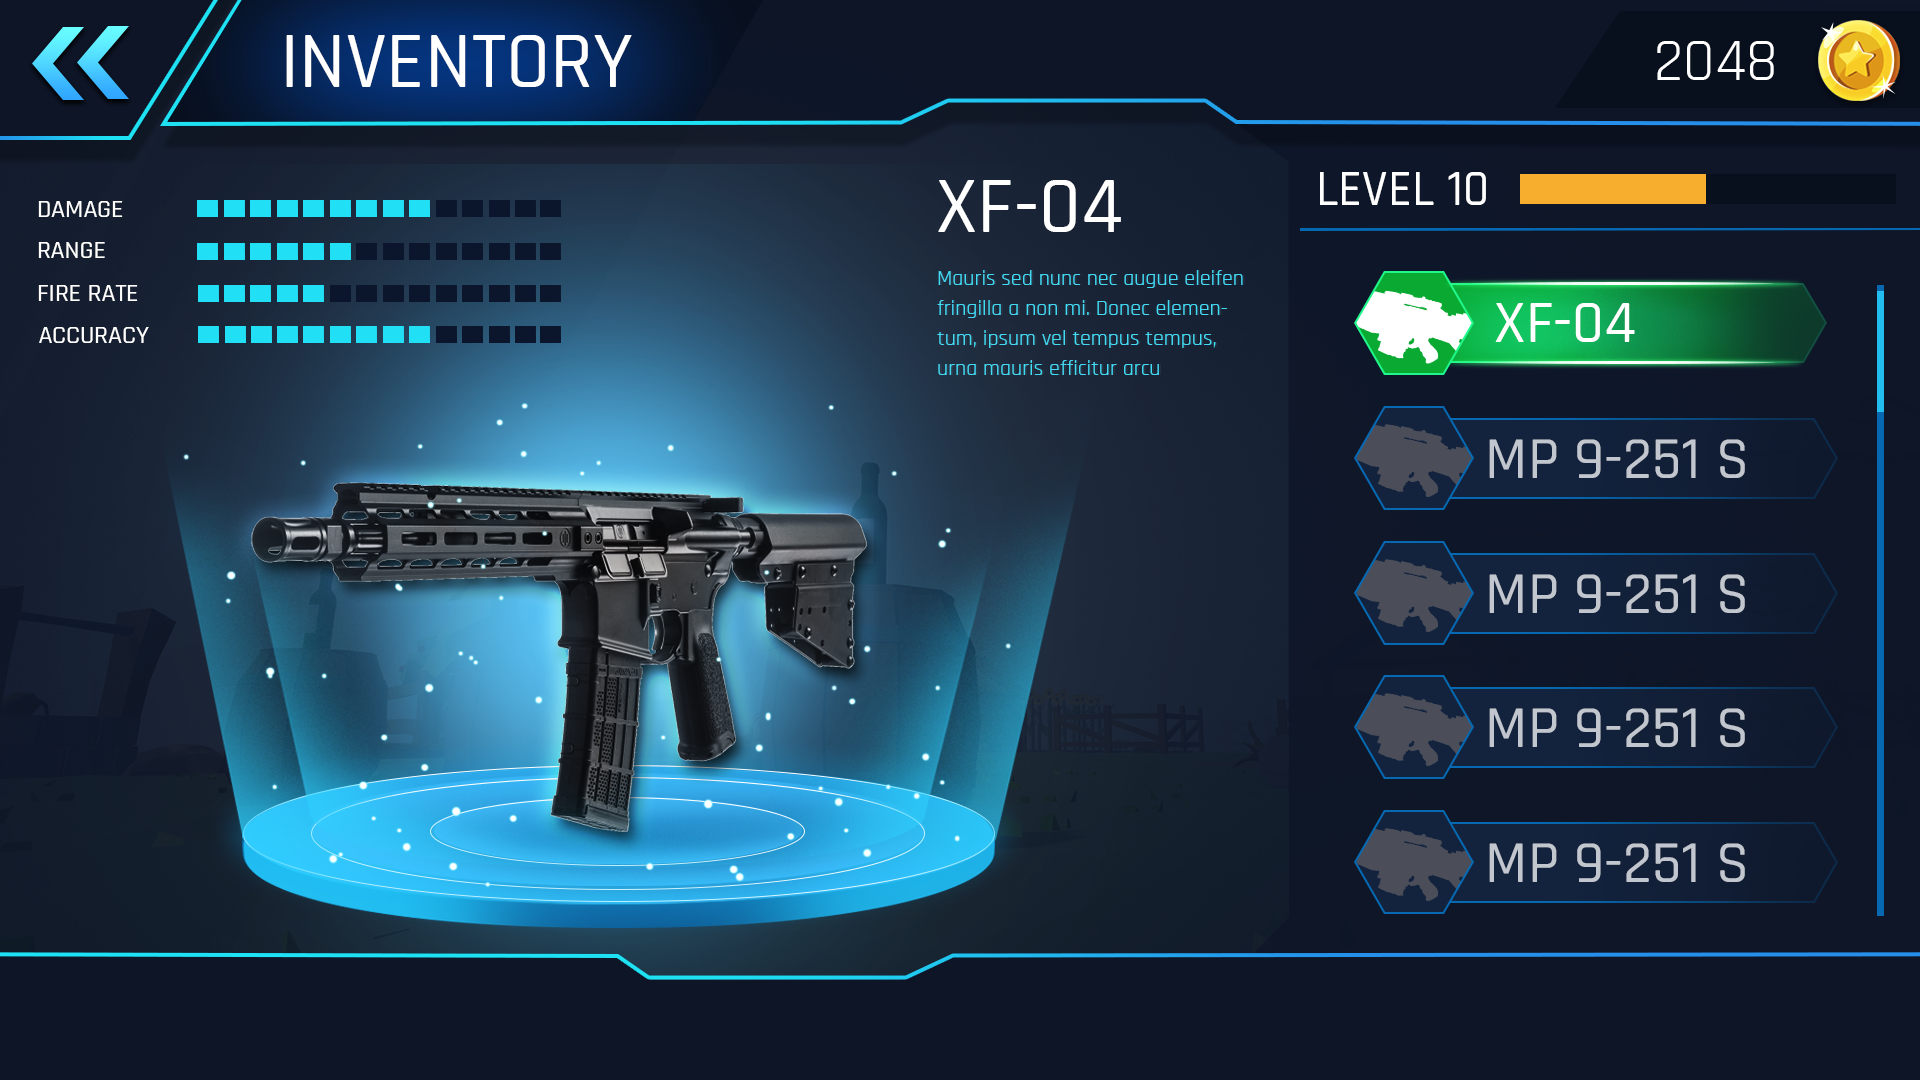 INVENTORY
2048
DAMAGE
RANGE
FIRE RATE
ACCURACY
XF-04
Mauris sed nunc nec augue eleifen
fringilla a non mi. Donec elemen-
tum, ipsum vel tempus tempus,
urna mauris efficitur arcu
LEVEL 10
XF-04
MP 9-251 S
MP 9-251 S
MP 9-251 S
MP 9-251 S